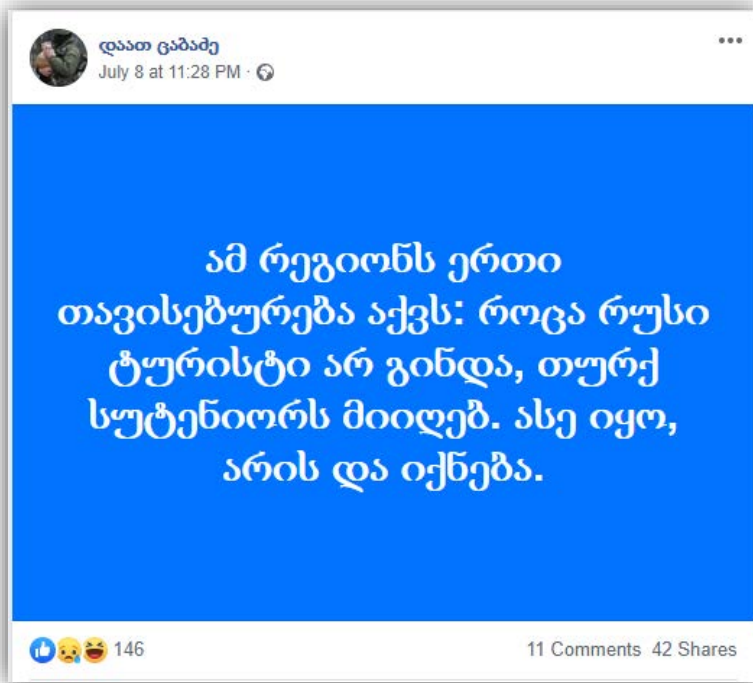 დაათ ცაბაძე
July 8 at 11:28 PM ·
ამ რეგიონს ერთი
თავისებურება აქვს: როცა რუსი
ტურისტი არ გინდა, თურქ
სუტენიორს მიიღებ. ასე იყო,
არის და იქნება.
146 11 Comments 42 Shares